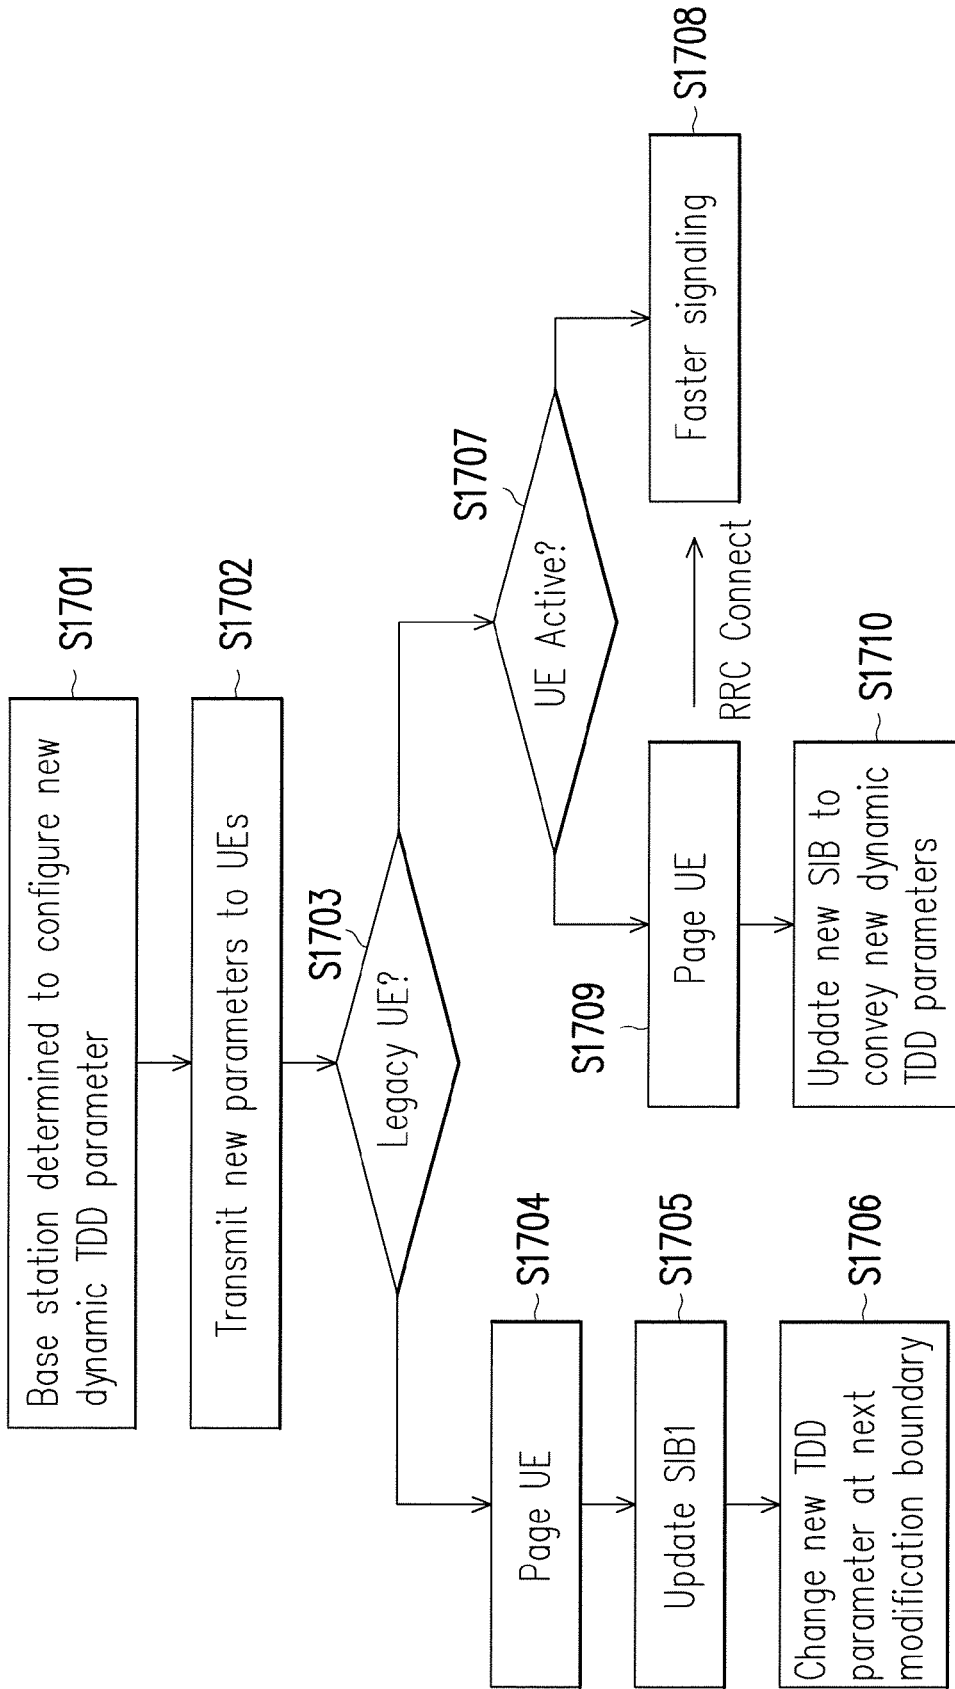 Base station determined to configure new
dynamic TDD parameter
S1701
Transmit new parameters to UEs
S1702
Legacy UE?
S1703
Page UE
S1704
Update SIB1
S1705
Change new TDD
parameter at next
modification boundary
S1706
UE Active?
S1707
Faster signaling
S1708
RRC Connect
Page UE
S1709
Update new SIB to
convey new dynamic
TDD parameters
S1710